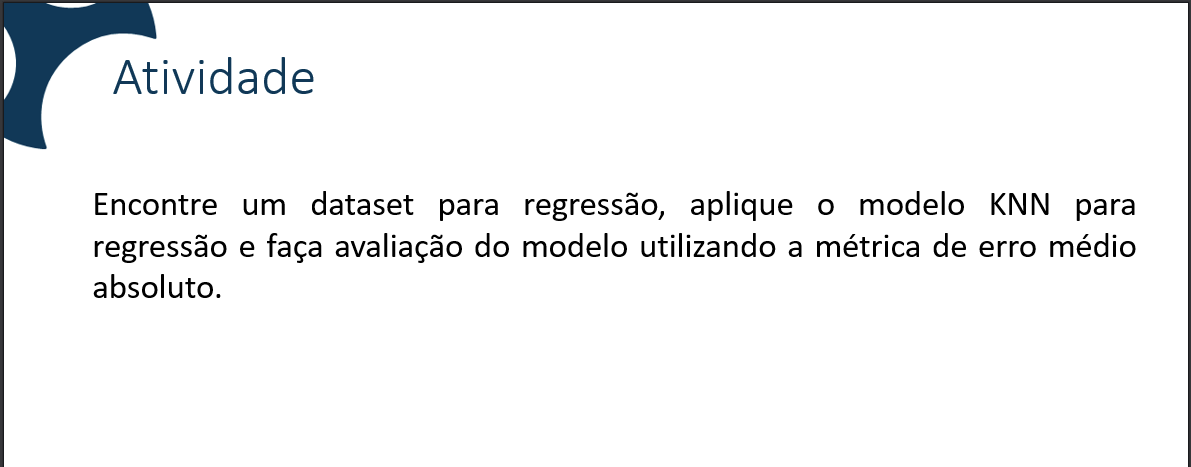 Atividade
Encontre um dataset para regressão, aplique o modelo KNN para
regressão e faça avaliação do modelo utilizando a métrica de erro médio
absoluto.